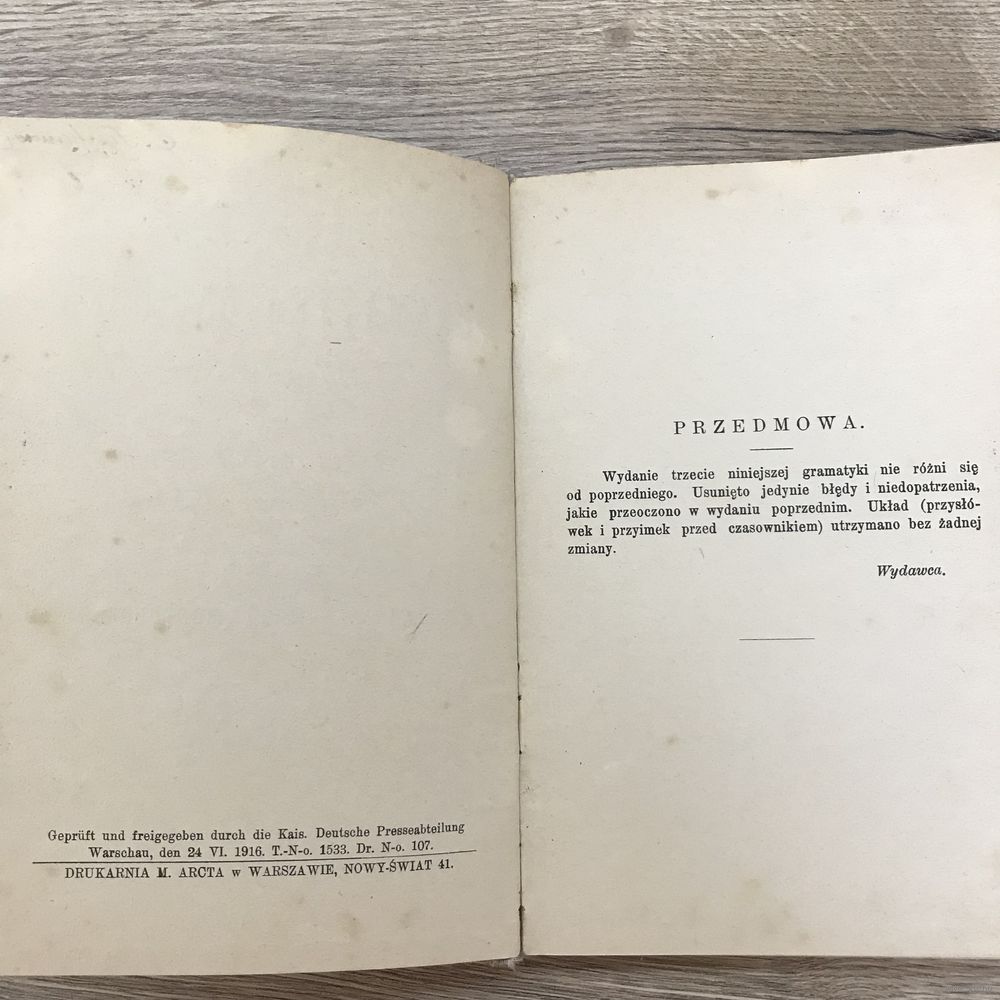 Geprüft und freigegeben durch die Kais. Deutsche Presseabteilung
Warschau, den 24 VI. 1916. T.-N-o. 1533. Dr. N-o. 107.
DRUKARNIA M. ARCTA w WARSZAWIE, NOWY-ŚWIAT 41.
PRZEDMOWA.
Wydanie trzecie niniejszej gramatyki nie różni się
od poprzedniego. Usunięto jedynie błędy i niedopatrzenia,
jakie przeoczono w wydaniu poprzednim. Układ (przysłó-
wek i przyimek przed czasownikiem) utrzymano bez żadnej
zmiany.
Wydawca.